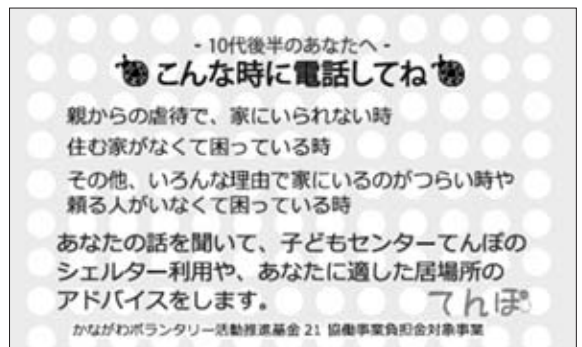 - 10代後半のあなたへ -
こんな時に電話してね
親からの虐待で、家にいられない時
住む家がなくて困っている時
その他、いろんな理由で家にいるのがつらい時や
頼る人がいなくて困っている時
あなたの話を聞いて、子どもセンターてんぽの
シェルター利用や、あなたに適した居場所の
アドバイスをします。
てんぽ
かながわボランタリー活動推進基金 21 協働事業負担金対象事業